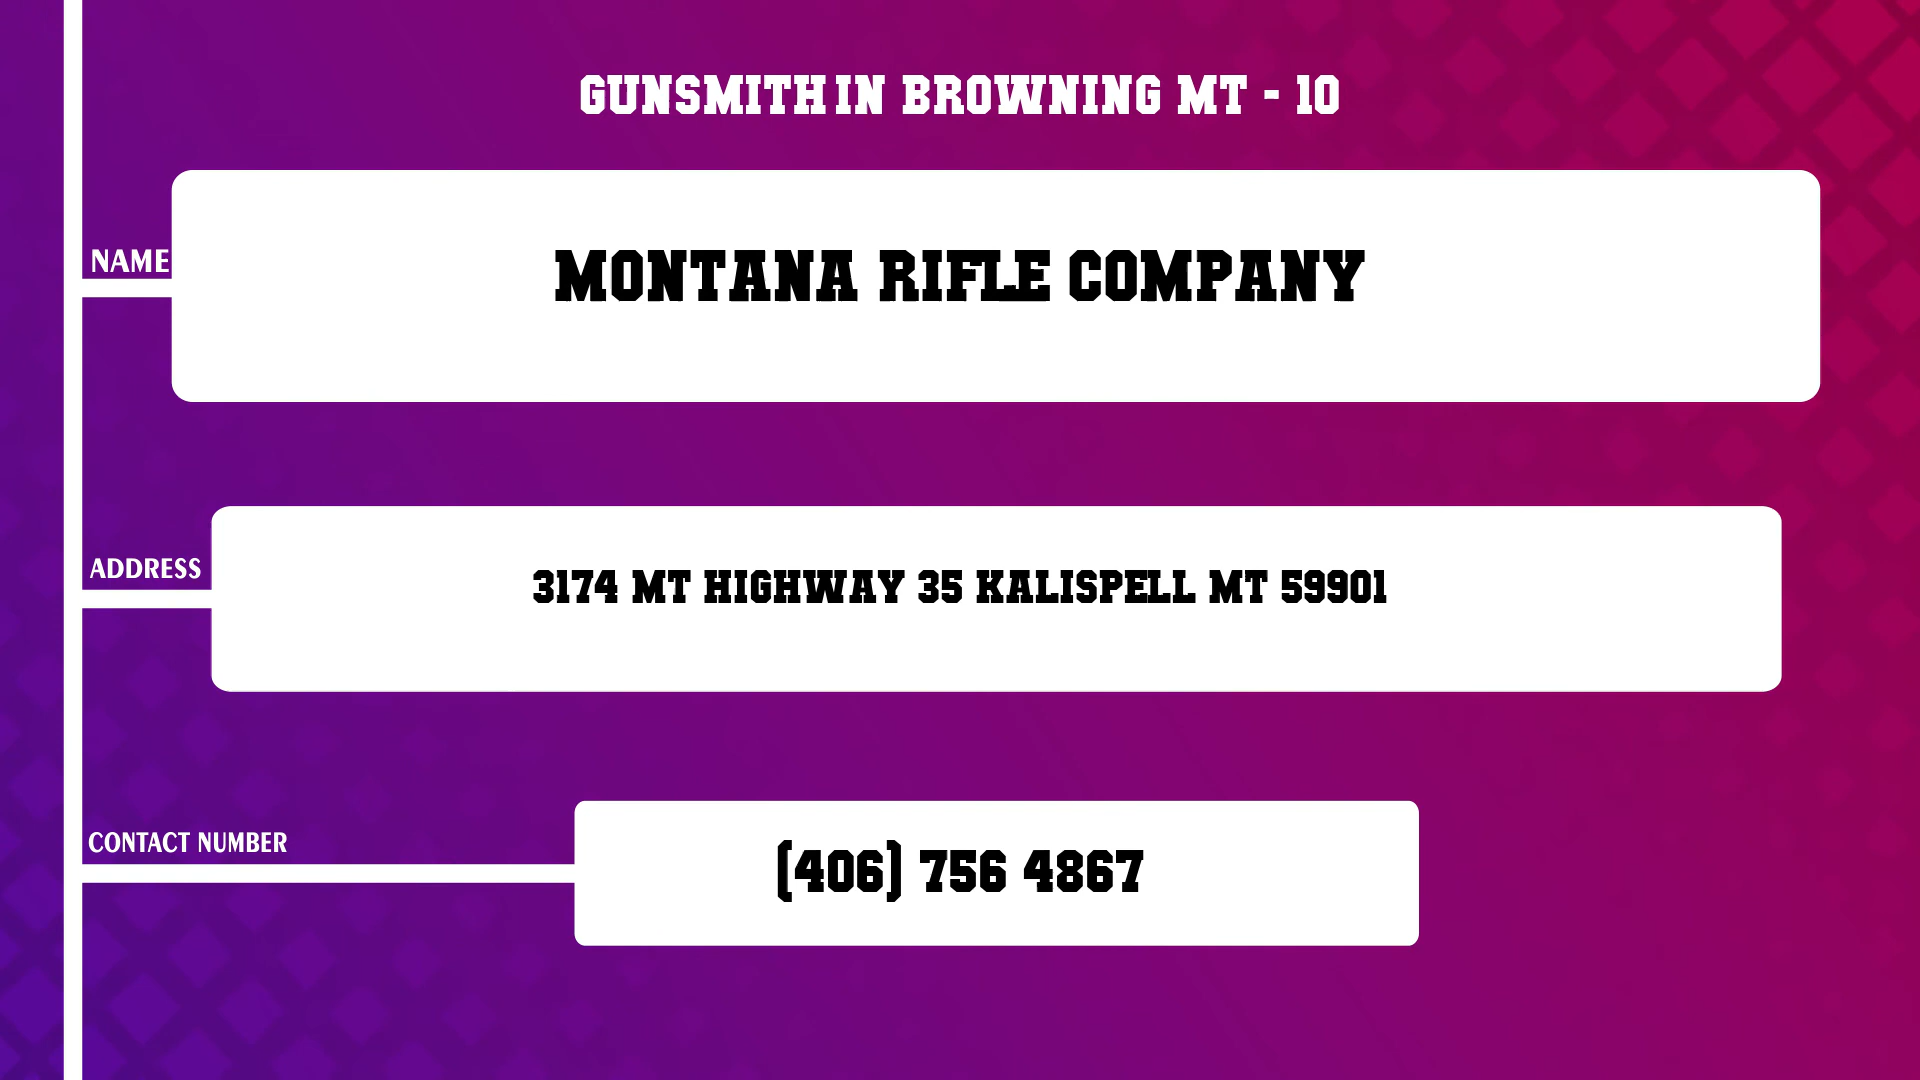 GUNSMITH IN BROWNING MT - 10
NAME
MONTANA RIFLE COMPANY
ADDRESS
3174 MT HIGHWAY 35 KALISPELL MT 59901
CONTACT NUMBER
(406) 756 4867